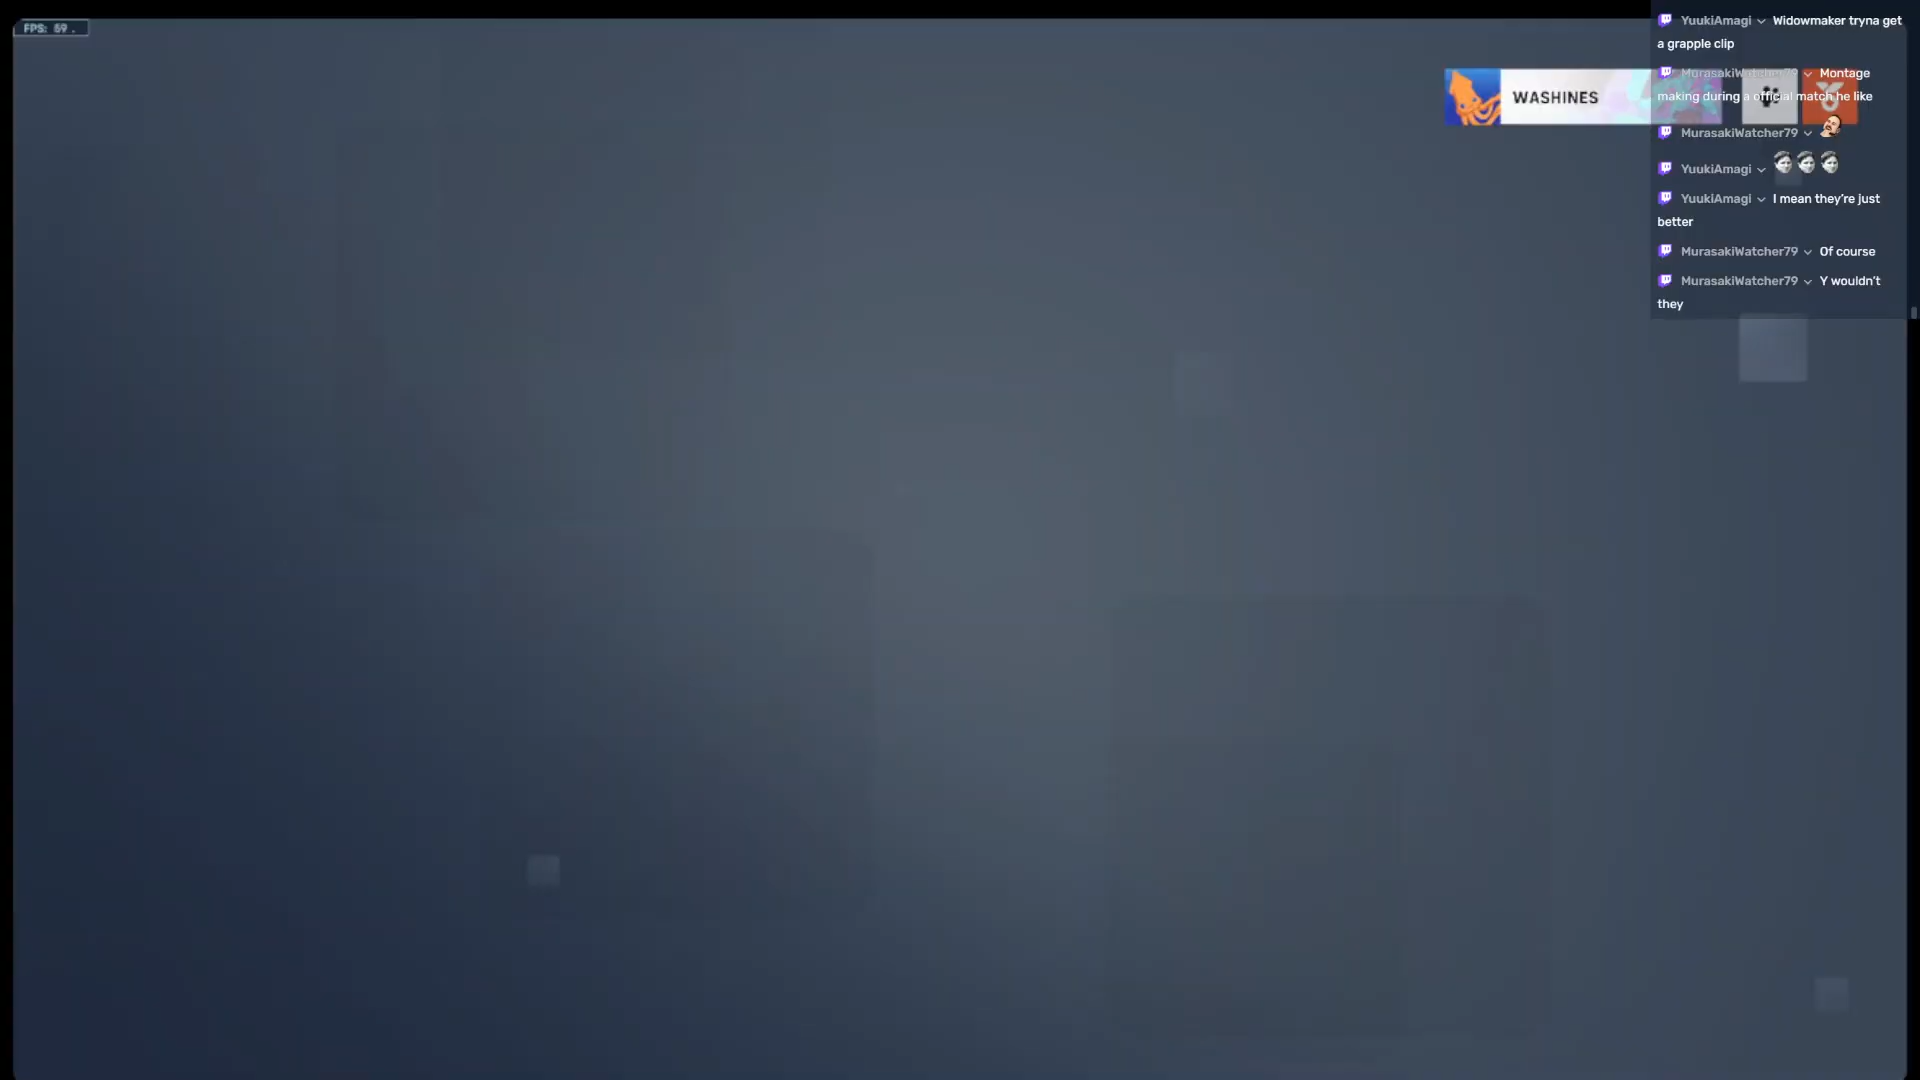 FPS: 59
WASHINES
YuukiAmagi Widowmaker tryna get
a grapple clip
MurasakiWatcher79 Montage
making during a official match he like
MurasakiWatcher79
YuukiAmagi
YuukiAmagi I mean they're just
better
MurasakiWatcher79 Of course
MurasakiWatcher79 Y wouldn't
they